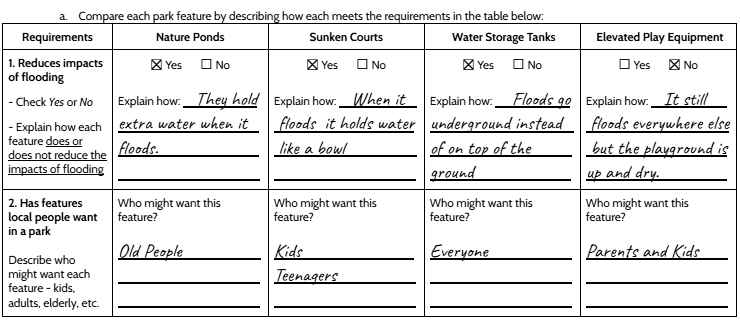 a. Compare each park feature by describing how each meets the requirements in the table below:
Requirements
Nature Ponds
Sunken Courts
Water Storage Tanks
Elevated Play Equipment
1. Reduces impacts
of flooding
- Check Yes or No
- Explain how each
feature does or
does not reduce the
impacts of flooding
☒ Yes ☐ No
Explain how: They hold
extra water when it
floods.
☒ Yes ☐ No
Explain how: When it
floods it holds water
like a bowl
☒ Yes ☐ No
Explain how: Floods go
underground instead
of on top of the
ground
☐ Yes ☒ No
Explain how: It still
floods everywhere else
but the playground is
up and dry.
2. Has features
local people want
in a park
Describe who
might want each
feature - kids,
adults, elderly, etc.
Who might want this
feature?
Old People
Who might want this
feature?
Kids
Teenagers
Who might want this
feature?
Everyone
Who might want this
feature?
Parents and Kids